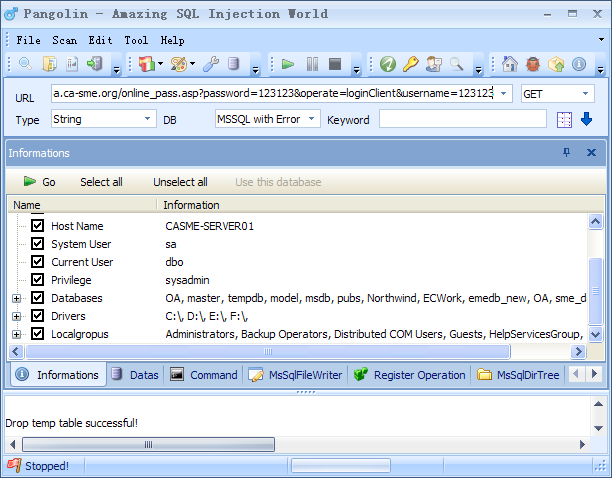 Pangolin - Amazing SQL Injection World
File Scan Edit Tool Help
URL a.ca-sme.org/online_pass.asp?password=123123&operate=loginClient&username=123123 GET
Type String DB MSSQL with Error Keyword
Informations
Go Select all Unselect all Use this database
Name Information
Host Name CASME-SERVER01
System User sa
Current User dbo
Privilege sysadmin
Databases OA, master, tempdb, model, msdb, pubs, Northwind, ECWork, emedb_new, OA, sme_d
Drivers C:\, D:\, E:\, F:\,
Localgropus Administrators, Backup Operators, Distributed COM Users, Guests, HelpServicesGroup,
Informations Datas Command MsSqlFileWriter Register Operation MsSqlDirTree
Drop temp table successful!
Stopped!